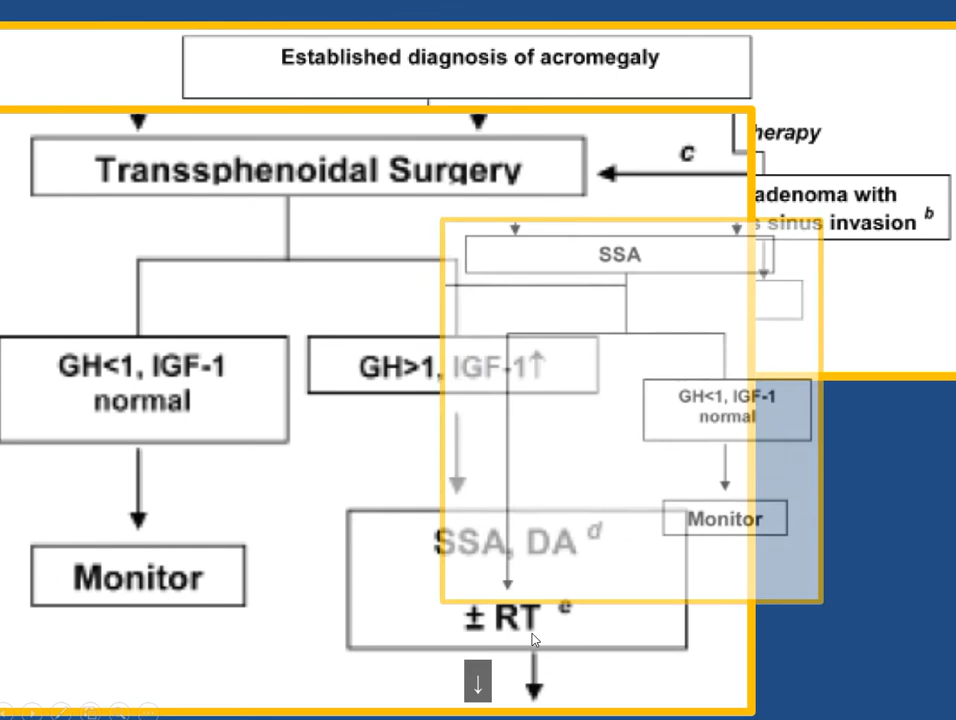 Established diagnosis of acromegaly
herapy
c
Transsphenoidal Surgery
adenoma with
s sinus invasion b
SSA
GH<1, IGF-1
normal
GH>1, IGF-1↑
GH<1, IGF-1
normal
Monitor
SSA, DA d
± RT e
Monitor
↓